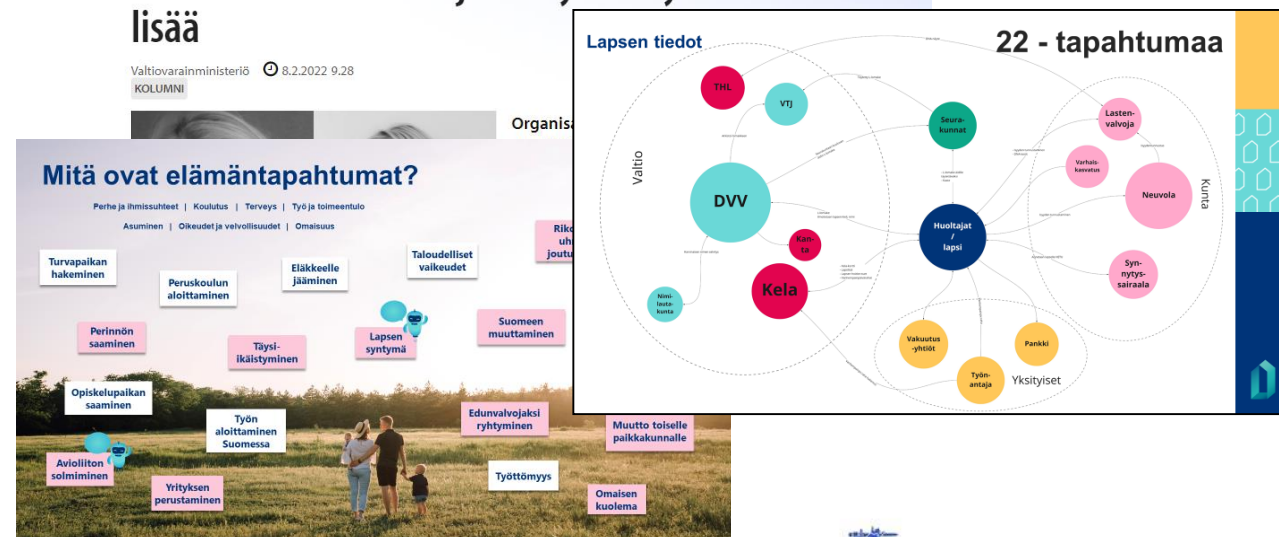 lisää
Valtiovarainministeriö 8.2.2022 9.28
KOLUMNI
Mitä ovat elämäntapahtumat?
Perhe ja ihmissuhteet | Koulutus | Terveys | Työ ja toimeentulo
Asuminen | Oikeudet ja velvollisuudet | Omaisuus
Turvapaikan
hakeminen
Peruskoulun
aloittaminen
Eläkkeelle
jääminen
Taloudelliset
vaikeudet
Perinnön
saaminen
Täysi-
ikäistyminen
Lapsen
syntymä
Suomeen
muuttaminen
Opiskelupaikan
saaminen
Työn
aloittaminen
Suomessa
Edunvalvojaksi
ryhtyminen
Muutto toiselle
paikkakunnalle
Avioliiton
solmiminen
Yrityksen
perustaminen
Työttömyys
Omaisen
kuolema
Lapsen tiedot
22 - tapahtumaa
Valtio
THL
VTJ
DVV
Kan-
ta
Kela
Nimi-
lauta-
kunta
Seura-
kunnat
Huoltajat
/
lapsi
Lasten-
valvoja
Varhais-
kasvatus
Neuvola
Kunta
Syn-
nytys-
sairaala
Vakuutus
-yhtiöt
Työn-
antaja
Pankki
Yksityiset